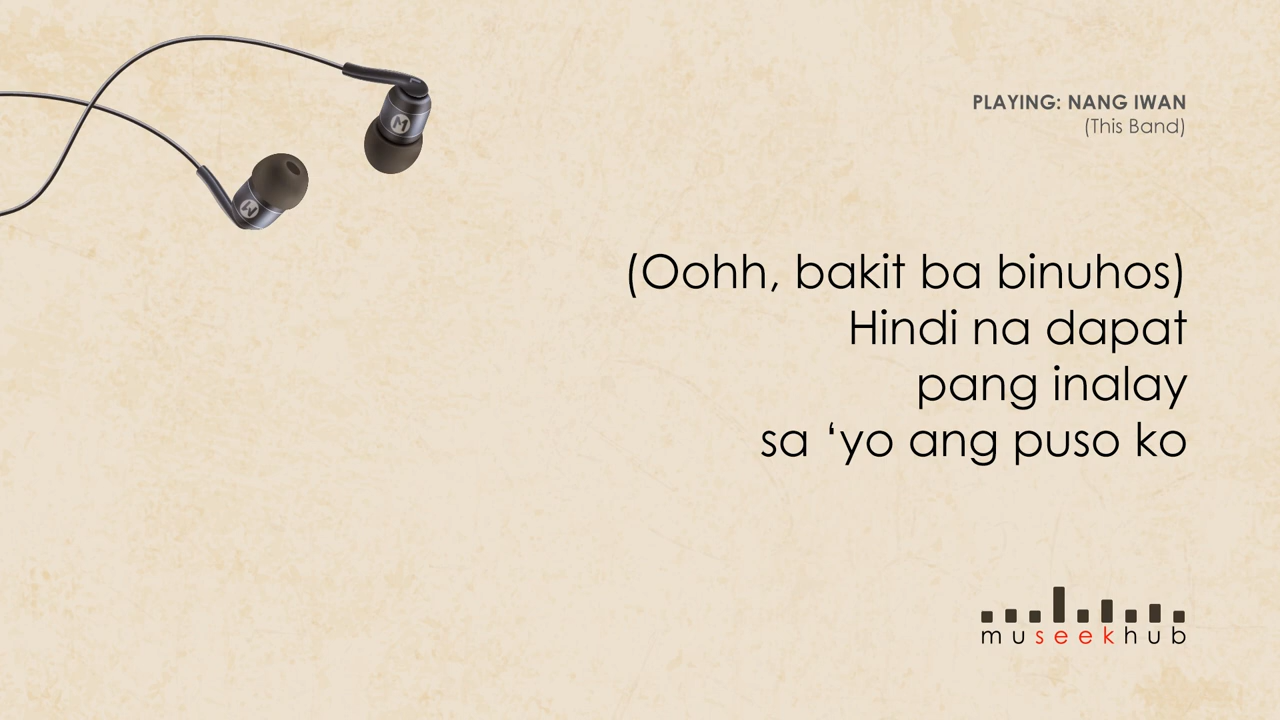 PLAYING: NANG IWAN
(This Band)
(Oohh, bakit ba binuhos)
Hindi na dapat
pang inalay
sa ‘yo ang puso ko
museekhub
M
M